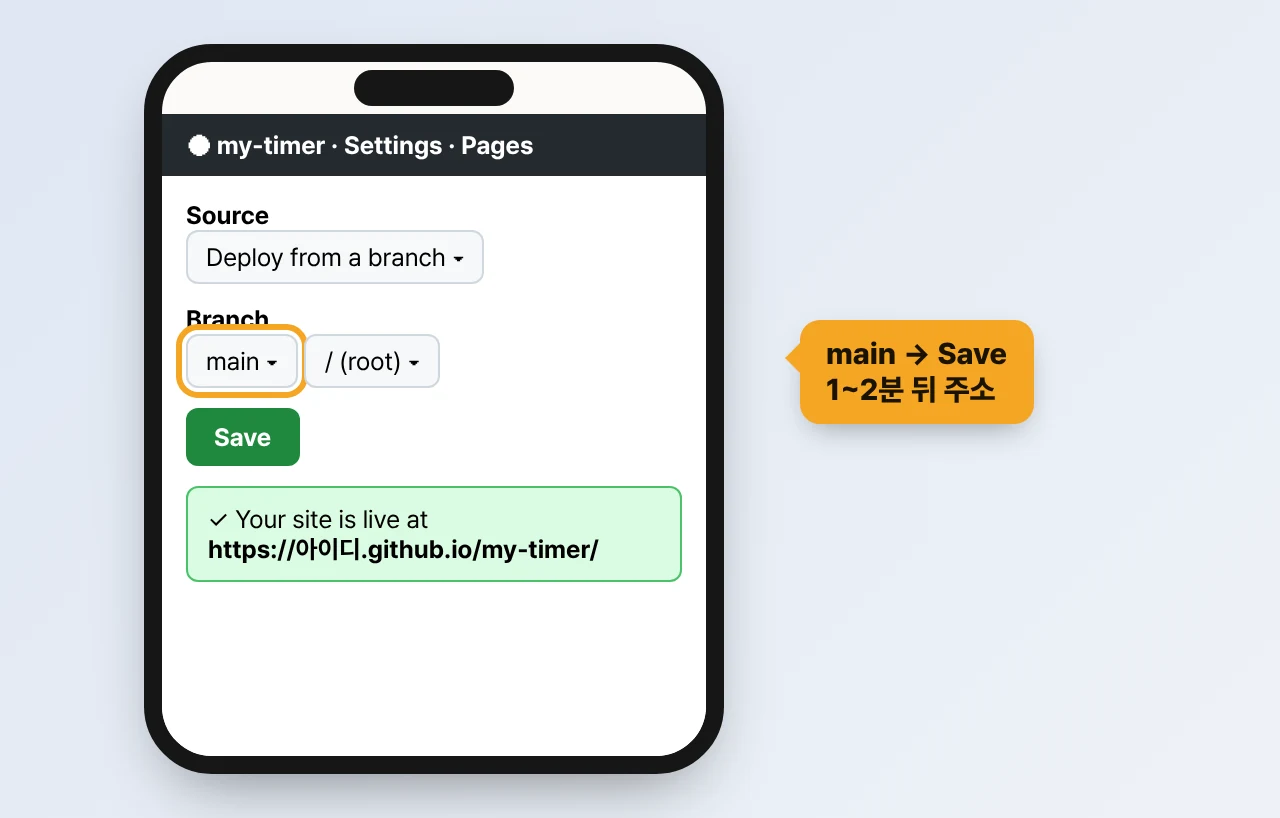 my-timer · Settings · Pages
Source
Deploy from a branch
Branch
main
/ (root)
Save
✓ Your site is live at
https://아이디.github.io/my-timer/
main → Save
1~2분 뒤 주소